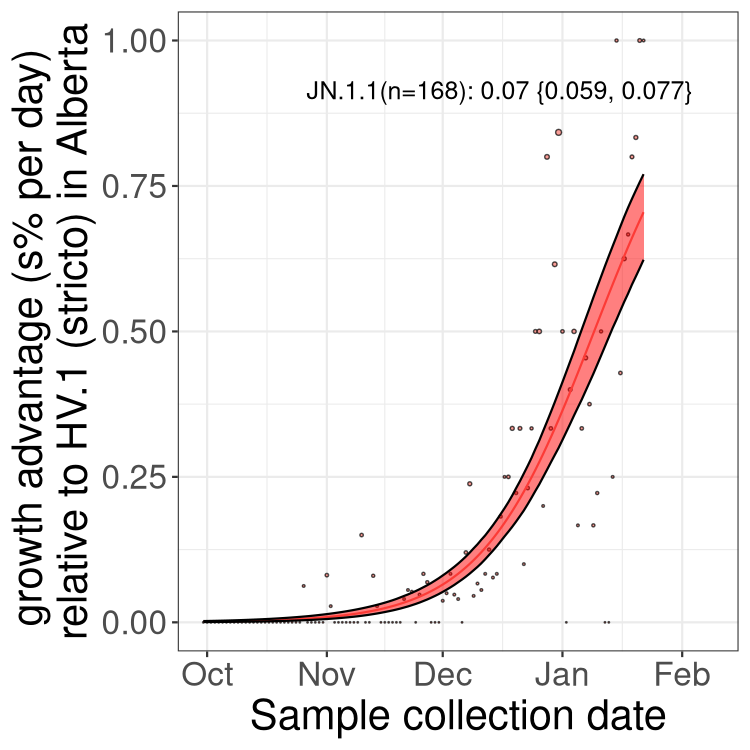 growth advantage (s% per day)
relative to HV.1 (stricto) in Alberta
1.00
0.75
0.50
0.25
0.00
JN.1.1(n=168): 0.07 {0.059, 0.077}
Oct Nov Dec Jan Feb
Sample collection date